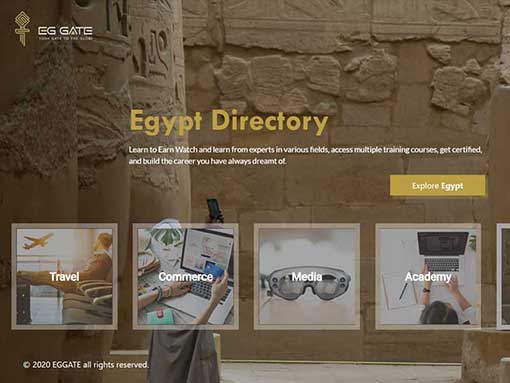 EG GATE
YOUR GATE TO THE GLOBE
Egypt Directory
Learn to Earn Watch and learn from experts in various fields, access multiple training courses, get certified,
and build the career you have always dreamt of.
Explore Egypt
Travel
Commerce
Media
Academy
© 2020 EGGATE all rights reserved.